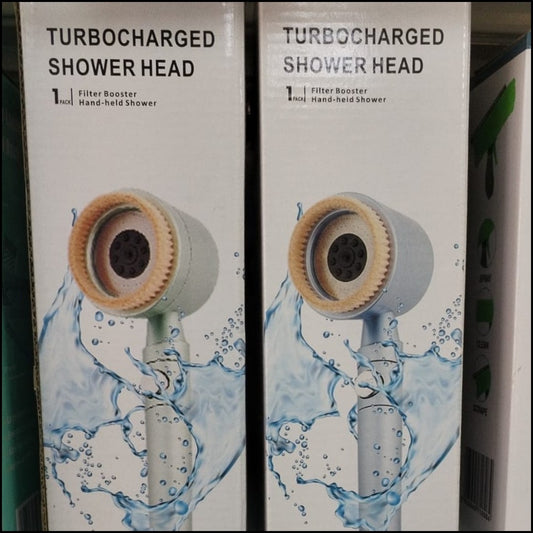 TURBOCHARGED
SHOWER HEAD
1 PACK
Filter Booster
Hand-held Shower
TURBOCHARGED
SHOWER HEAD
1 PACK
Filter Booster
Hand-held Shower